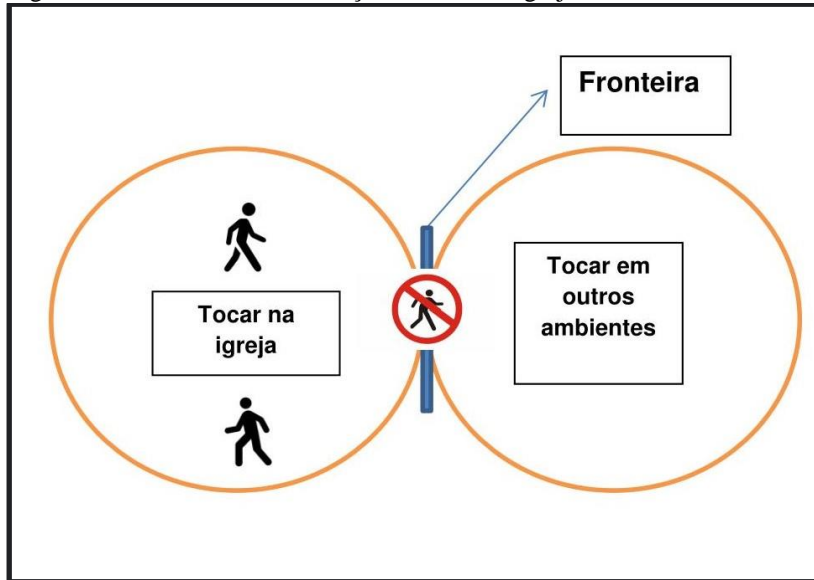 Fronteira
Tocar na
igreja
Tocar em
outros
ambientes